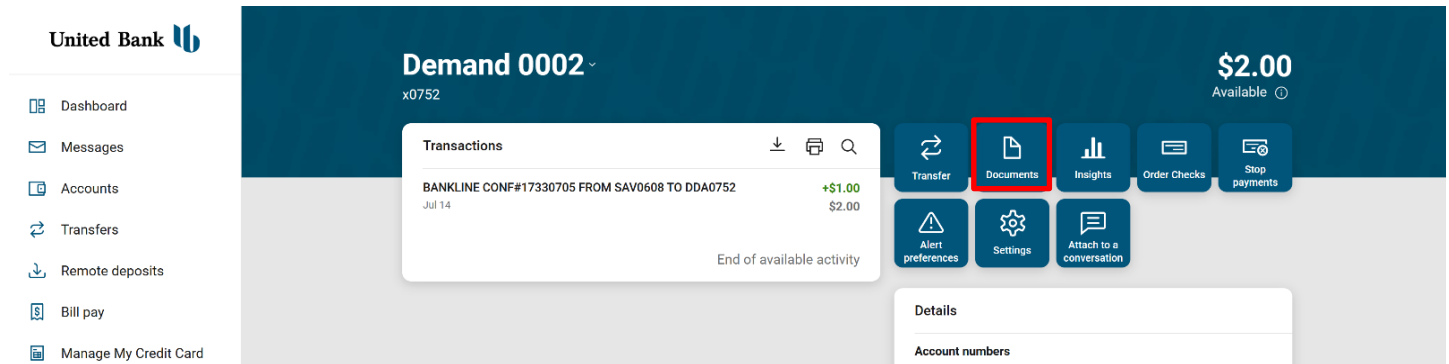 United Bank
Dashboard
Messages
Accounts
Transfers
Remote deposits
Bill pay
Manage My Credit Card
Demand 0002
x0752
$2.00
Available
Transactions
BANKLINE CONF#17330705 FROM SAV0608 TO DDA0752 +$1.00
Jul 14 $2.00
End of available activity
Transfer
Documents
Insights
Order Checks
Stop
payments
Alert
preferences
Settings
Attach to a
conversation
Details
Account numbers